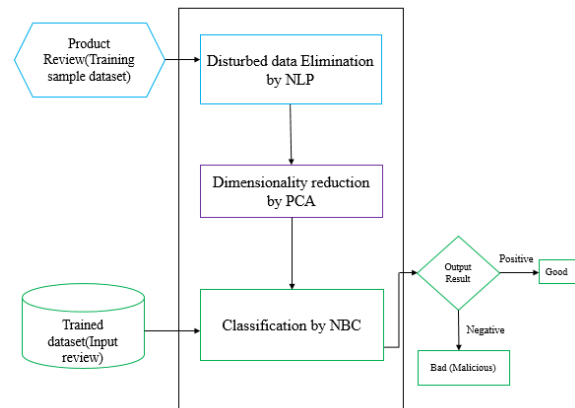 Product
Review(Training
sample dataset)
Disturbed data Elimination
by NLP
Dimensionality reduction
by PCA
Trained
dataset(Input
review)
Classification by NBC
Output
Result
Positive
Good
Negative
Bad (Malicious)